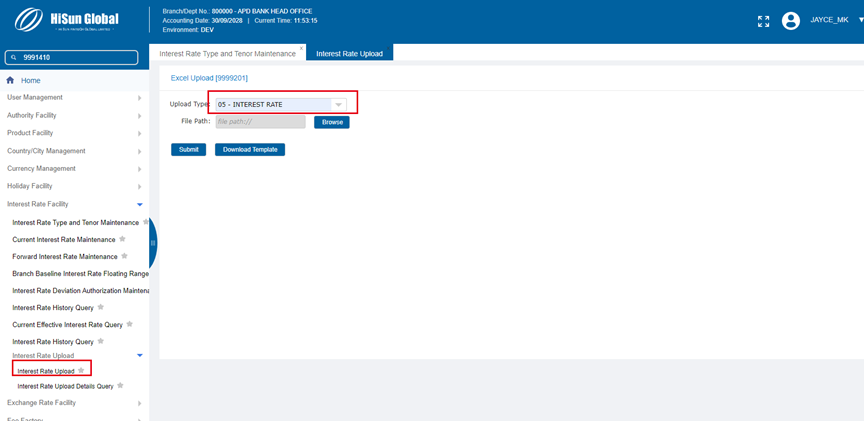 HiSun Global
Branch/Dept No.: 800000 - APD BANK HEAD OFFICE
Accounting Date: 30/09/2028 | Current Time: 11:53:15
Environment: DEV
JAYCE_MK
9991410
Interest Rate Type and Tenor Maintenance
Interest Rate Upload
Home
User Management
Authority Facility
Product Facility
Country/City Management
Currency Management
Holiday Facility
Interest Rate Facility
Interest Rate Type and Tenor Maintenance
Current Interest Rate Maintenance
Forward Interest Rate Maintenance
Branch Baseline Interest Rate Floating Range
Interest Rate Deviation Authorization Maintena
Interest Rate History Query
Current Effective Interest Rate Query
Interest Rate History Query
Interest Rate Upload
Interest Rate Upload
Interest Rate Upload Details Query
Exchange Rate Facility
Fee Factory
Excel Upload [9999201]
Upload Type: 05 - INTEREST RATE
File Path: file path://
Browse
Submit
Download Template